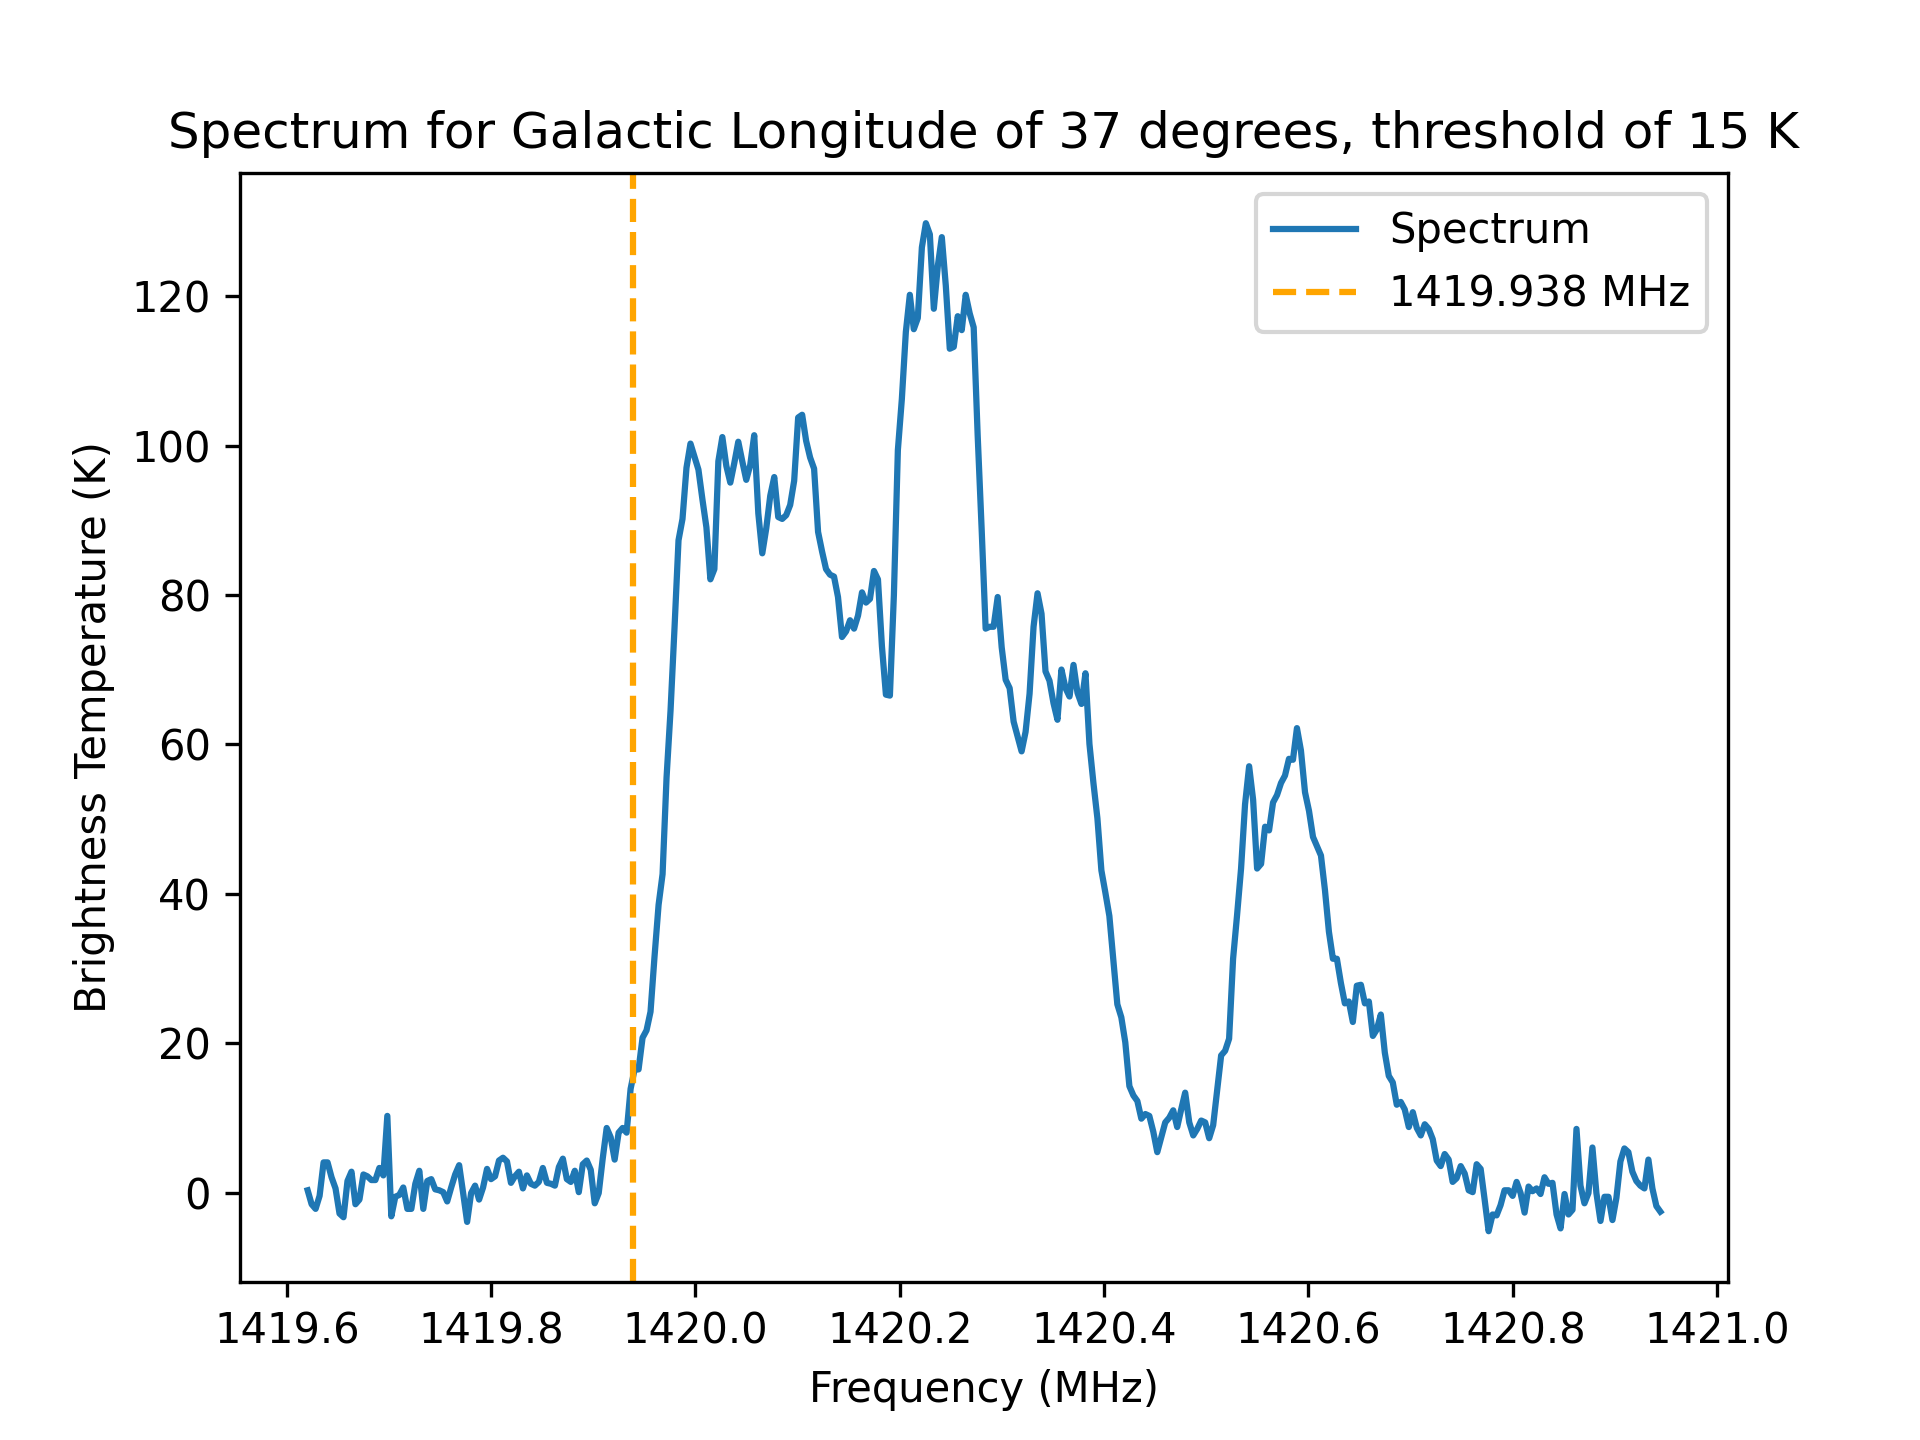 Spectrum for Galactic Longitude of 37 degrees, threshold of 15 K
Spectrum
1419.938 MHz
Brightness Temperature (K)
120
100
80
60
40
20
0
1419.6 1419.8 1420.0 1420.2 1420.4 1420.6 1420.8 1421.0
Frequency (MHz)